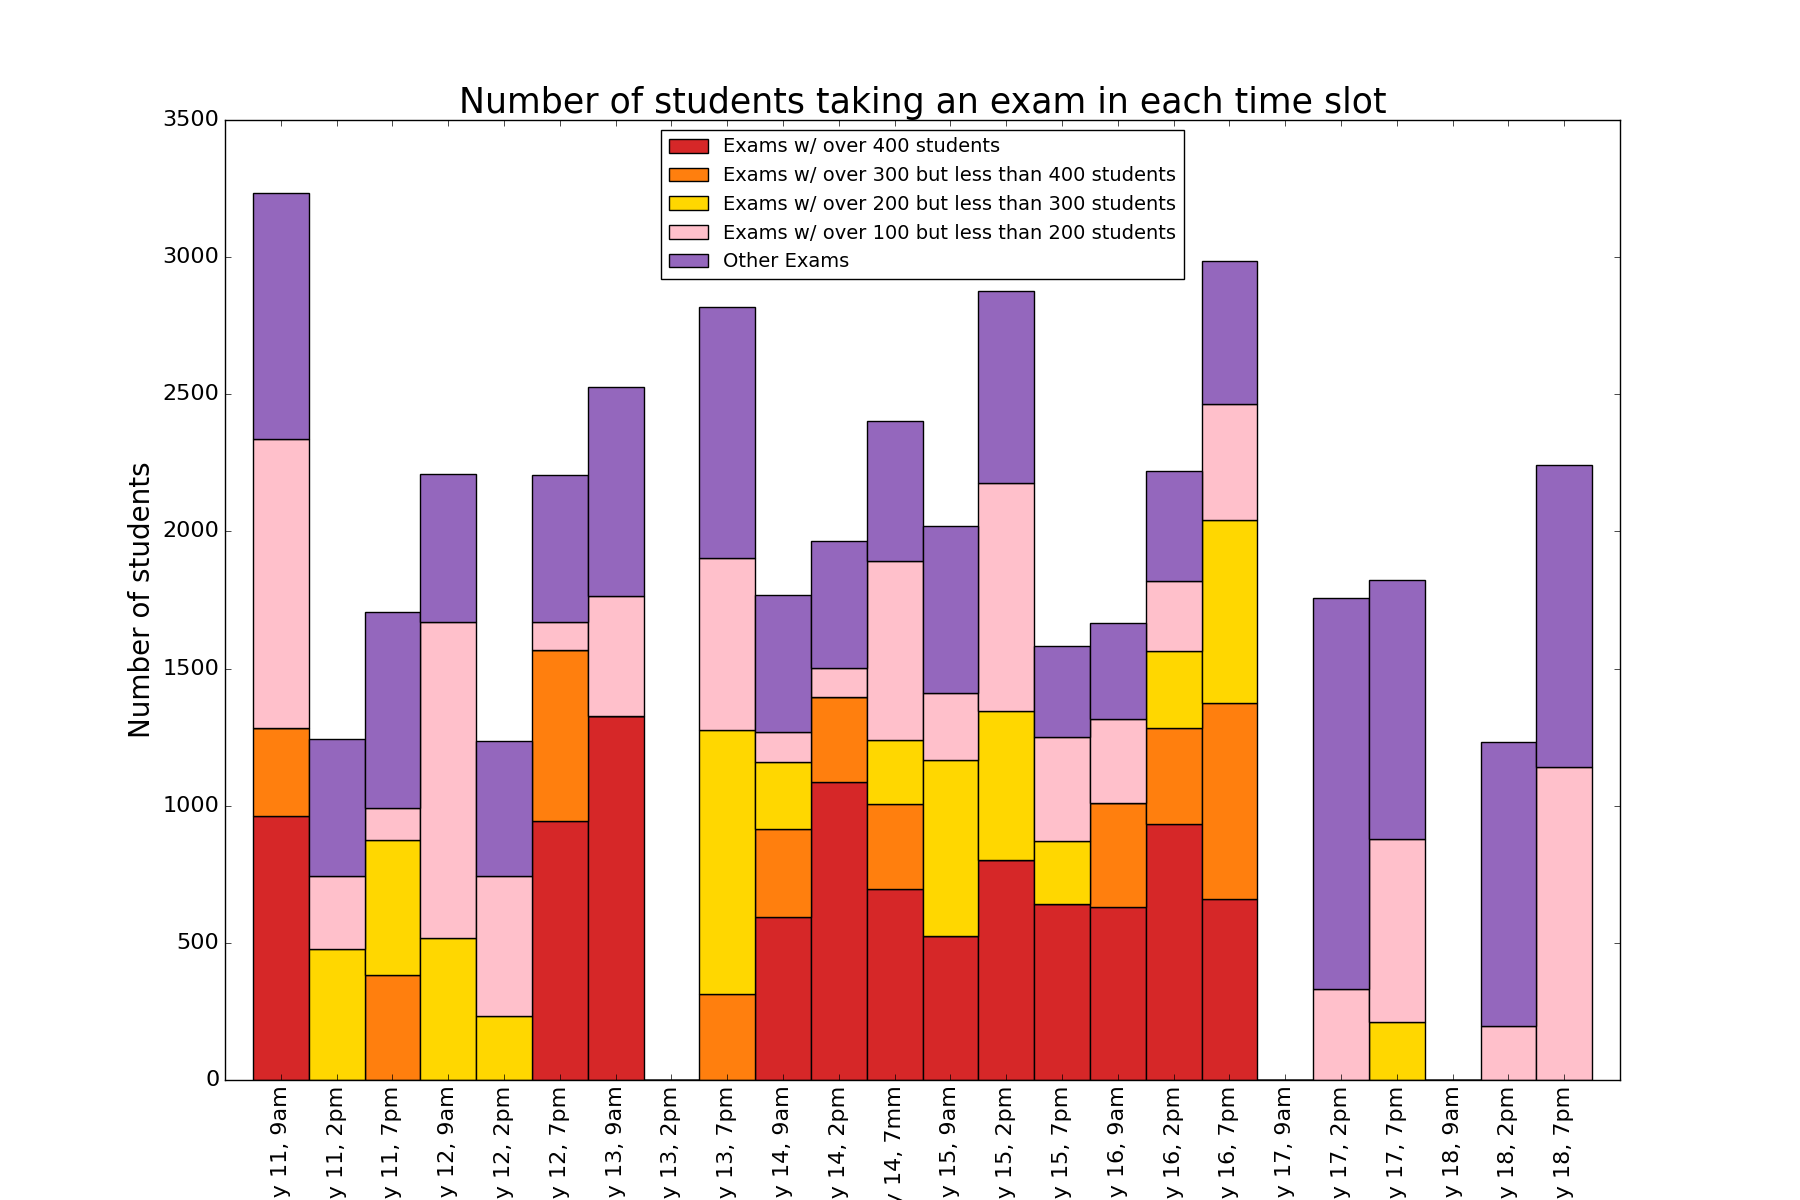 Number of students taking an exam in each time slot
Number of students
3500
3000
2500
2000
1500
1000
500
0
Exams w/ over 400 students
Exams w/ over 300 but less than 400 students
Exams w/ over 200 but less than 300 students
Exams w/ over 100 but less than 200 students
Other Exams
y 11, 9am
y 11, 2pm
y 11, 7pm
y 12, 9am
y 12, 2pm
y 12, 7pm
y 13, 9am
y 13, 2pm
y 13, 7pm
y 14, 9am
y 14, 2pm
y 14, 7mm
y 15, 9am
y 15, 2pm
y 15, 7pm
y 16, 9am
y 16, 2pm
y 16, 7pm
y 17, 9am
y 17, 2pm
y 17, 7pm
y 18, 9am
y 18, 2pm
y 18, 7pm